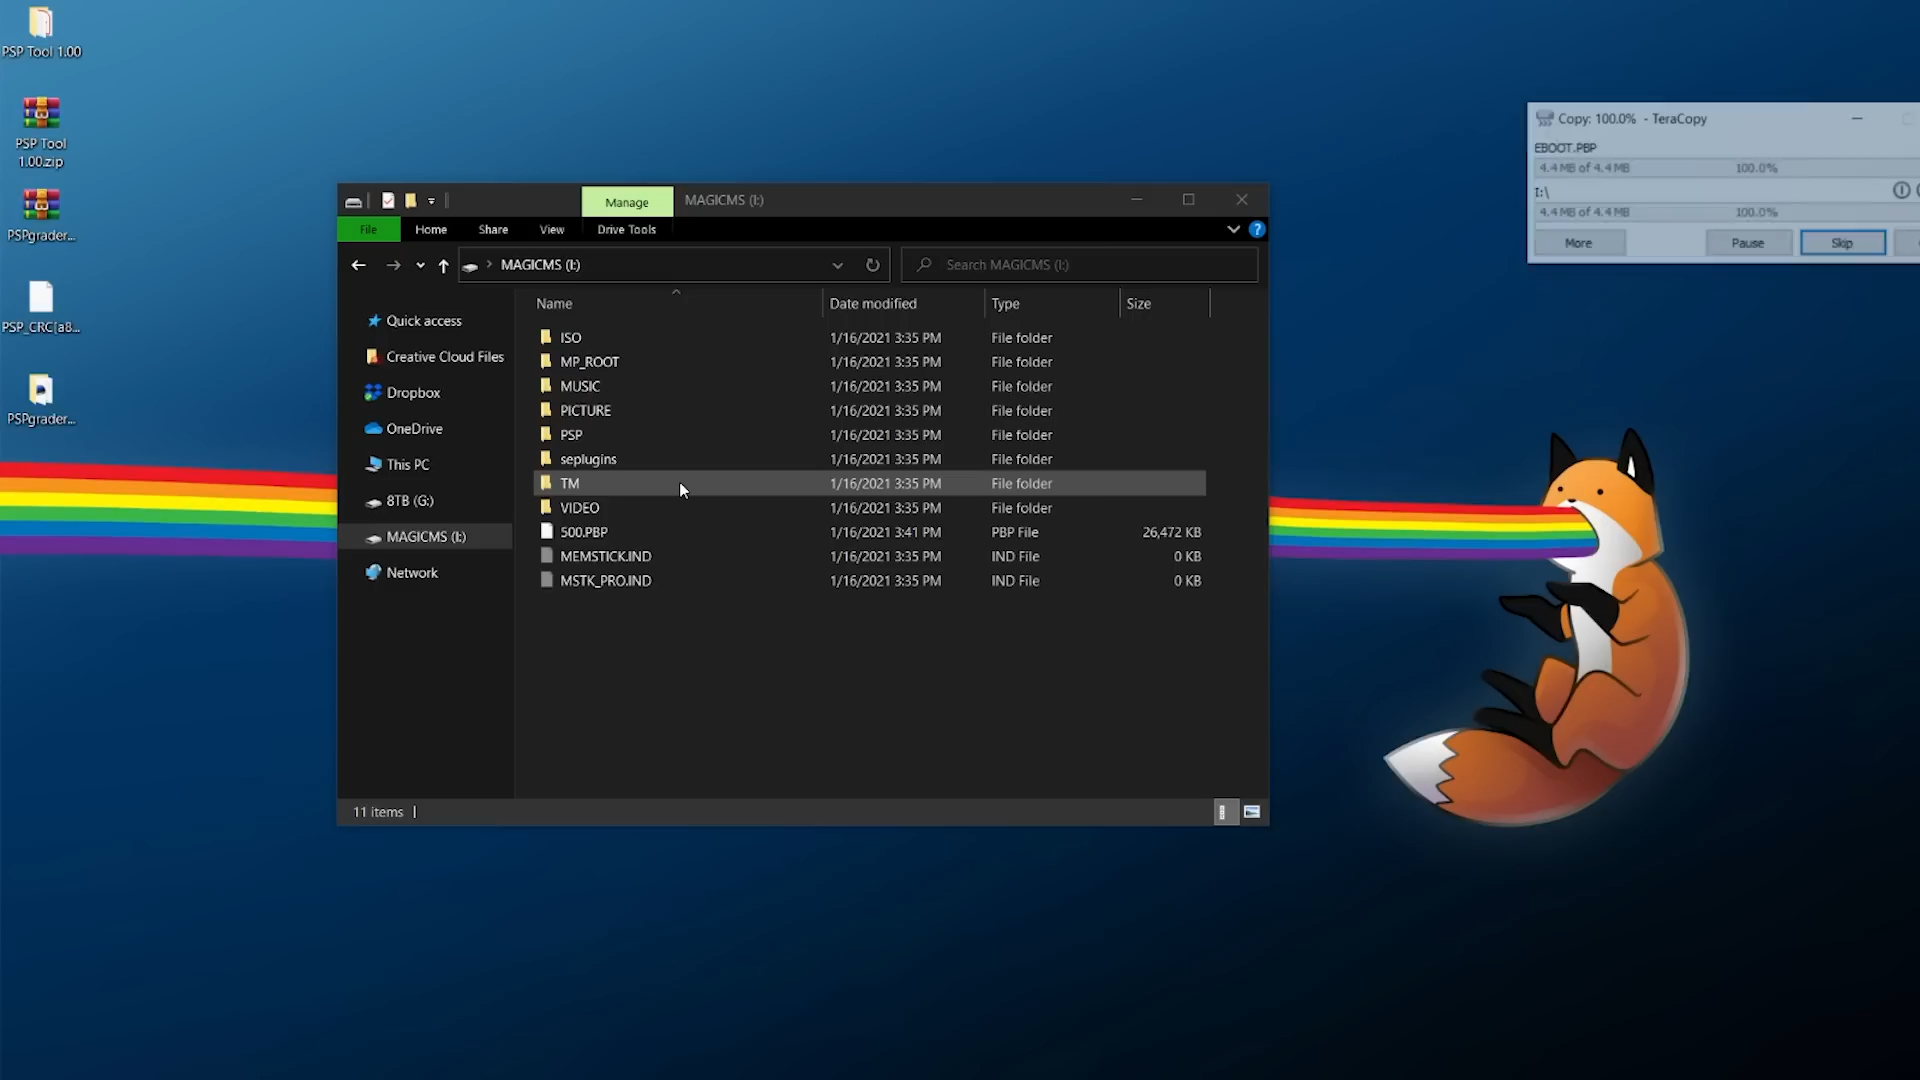 PSP Tool 1.00
PSP Tool
1.00.zip
PSPgrader...
PSP_CRC[a8...
PSPgrader...
Copy: 100.0% - TeraCopy
EBOOT.PBP
4.4 MB of 4.4 MB 100.0%
I:\
4.4 MB of 4.4 MB 100.0%
More Pause Skip
Manage MAGICMS (I:)
File Home Share View Drive Tools
MAGICMS (I:) Search MAGICMS (I:)
Name Date modified Type Size
Quick access
Creative Cloud Files
Dropbox
OneDrive
This PC
8TB (G:)
MAGICMS (I:)
Network
ISO 1/16/2021 3:35 PM File folder
MP_ROOT 1/16/2021 3:35 PM File folder
MUSIC 1/16/2021 3:35 PM File folder
PICTURE 1/16/2021 3:35 PM File folder
PSP 1/16/2021 3:35 PM File folder
seplugins 1/16/2021 3:35 PM File folder
TM 1/16/2021 3:35 PM File folder
VIDEO 1/16/2021 3:35 PM File folder
500.PBP 1/16/2021 3:41 PM PBP File 26,472 KB
MEMSTICK.IND 1/16/2021 3:35 PM IND File 0 KB
MSTK_PRO.IND 1/16/2021 3:35 PM IND File 0 KB
11 items